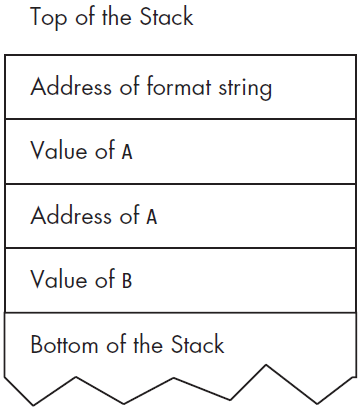 Top of the Stack
Address of format string
Value of A
Address of A
Value of B
Bottom of the Stack